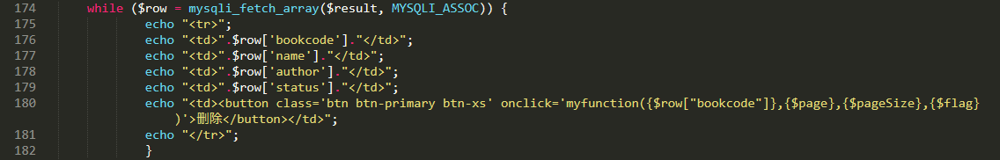 174 while ($row = mysqli_fetch_array($result, MYSQLI_ASSOC)) {
175 echo "<tr>";
176 echo "<td>".$row['bookcode']."</td>";
177 echo "<td>".$row['name']."</td>";
178 echo "<td>".$row['author']."</td>";
179 echo "<td>".$row['status']."</td>";
180 echo "<td><button class='btn btn-primary btn-xs' onclick='myfunction({$row["bookcode"]},{$page},{$pageSize},{$flag}
)'>刪除</button></td>";
181 echo "</tr>";
182 }